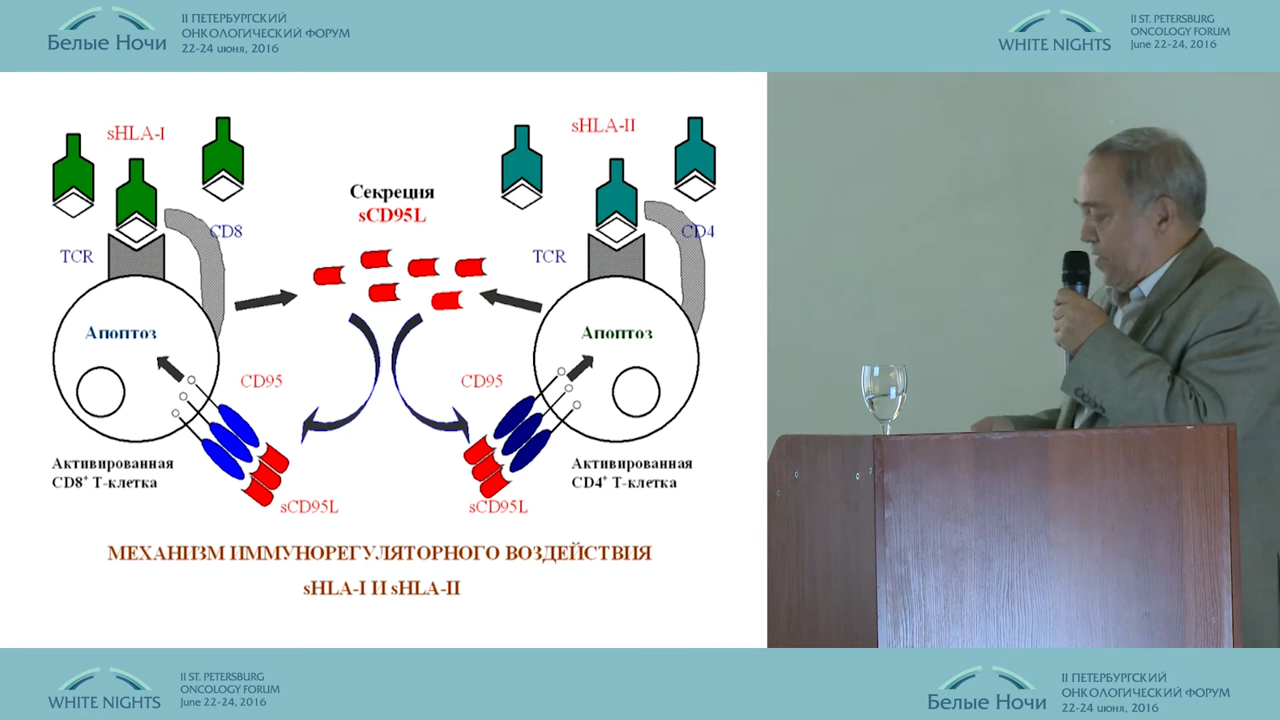 Белые Ночи
II ПЕТЕРБУРГСКИЙ
ОНКОЛОГИЧЕСКИЙ ФОРУМ
22-24 июня, 2016
WHITE NIGHTS
II ST. PETERSBURG
ONCOLOGY FORUM
June 22-24, 2016
sHLA-I
sHLA-II
Секреция
sCD95L
CD8
CD4
TCR
TCR
Апоптоз
Апоптоз
CD95
CD95
Активированная
CD8+ Т-клетка
Активированная
CD4+ Т-клетка
sCD95L
sCD95L
МЕХАНИЗМ ИММУНОРЕГУЛЯТОРНОГО ВОЗДЕЙСТВИЯ
sHLA-I И sHLA-II
WHITE NIGHTS
II ST. PETERSBURG
ONCOLOGY FORUM
June 22-24, 2016
Белые Ночи
II ПЕТЕРБУРГСКИЙ
ОНКОЛОГИЧЕСКИЙ ФОРУМ
22-24 июня, 2016